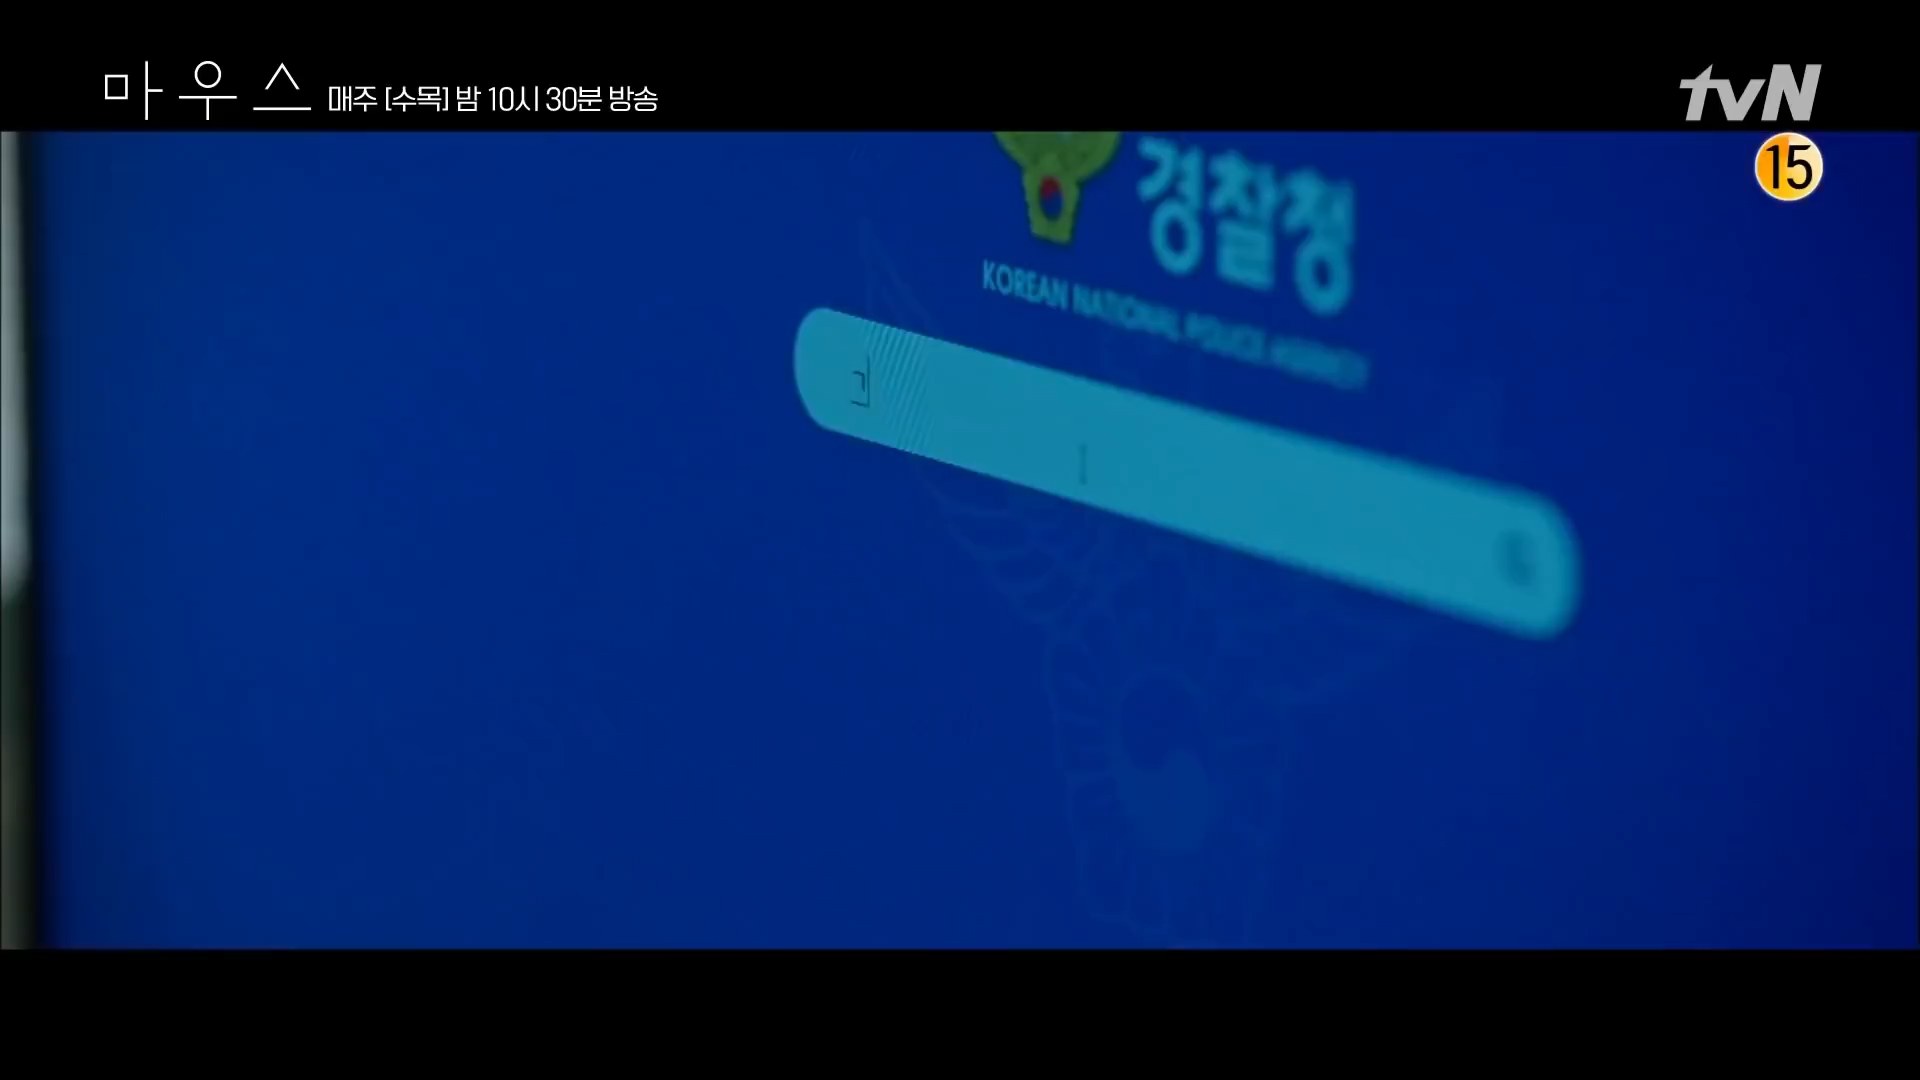 마우스 매주 [수목] 밤 10시 30분 방송
tvN
15
경찰청
KOREAN NATIONAL POLICE AGENCY